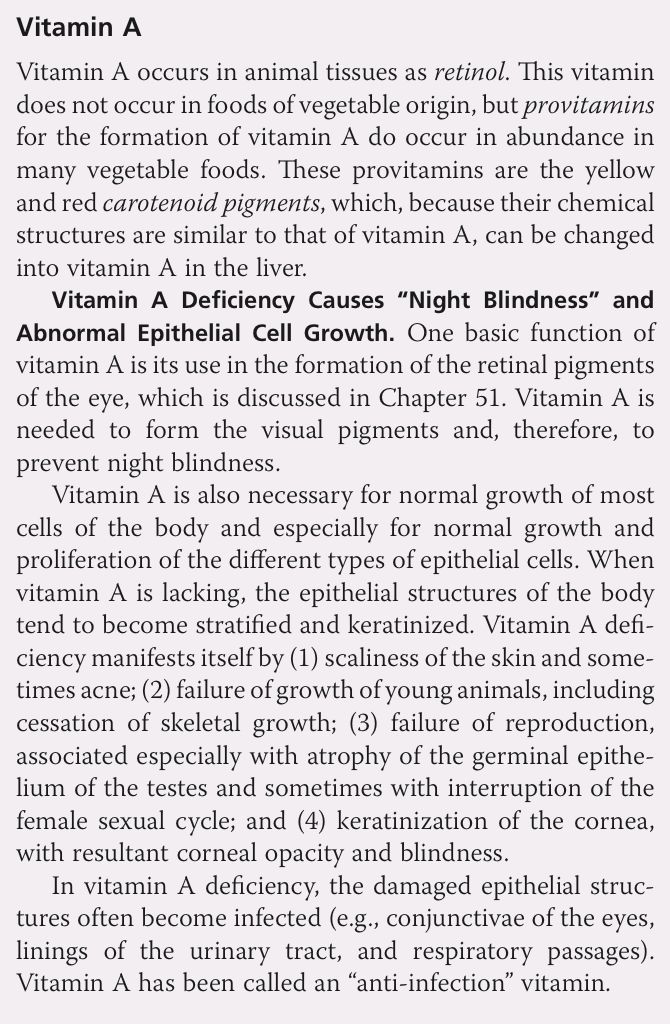 Vitamin A
Vitamin A occurs in animal tissues as retinol. This vitamin
does not occur in foods of vegetable origin, but provitamins
for the formation of vitamin A do occur in abundance in
many vegetable foods. These provitamins are the yellow
and red carotenoid pigments, which, because their chemical
structures are similar to that of vitamin A, can be changed
into vitamin A in the liver.
Vitamin A Deficiency Causes “Night Blindness” and
Abnormal Epithelial Cell Growth. One basic function of
vitamin A is its use in the formation of the retinal pigments
of the eye, which is discussed in Chapter 51. Vitamin A is
needed to form the visual pigments and, therefore, to
prevent night blindness.
Vitamin A is also necessary for normal growth of most
cells of the body and especially for normal growth and
proliferation of the different types of epithelial cells. When
vitamin A is lacking, the epithelial structures of the body
tend to become stratified and keratinized. Vitamin A defi-
ciency manifests itself by (1) scaliness of the skin and some-
times acne; (2) failure of growth of young animals, including
cessation of skeletal growth; (3) failure of reproduction,
associated especially with atrophy of the germinal epithe-
lium of the testes and sometimes with interruption of the
female sexual cycle; and (4) keratinization of the cornea,
with resultant corneal opacity and blindness.
In vitamin A deficiency, the damaged epithelial struc-
tures often become infected (e.g., conjunctivae of the eyes,
linings of the urinary tract, and respiratory passages).
Vitamin A has been called an “anti-infection” vitamin.